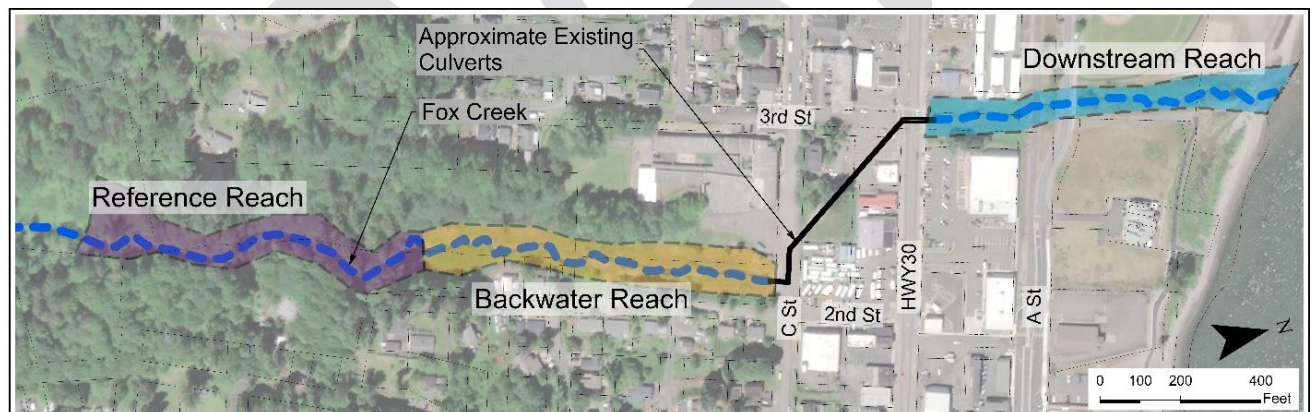 Approximate Existing
Culverts
Downstream Reach
Fox Creek
3rd St
Reference Reach
Backwater Reach
C St
2nd St
HWY30
A St
N
0 100 200 400
Feet